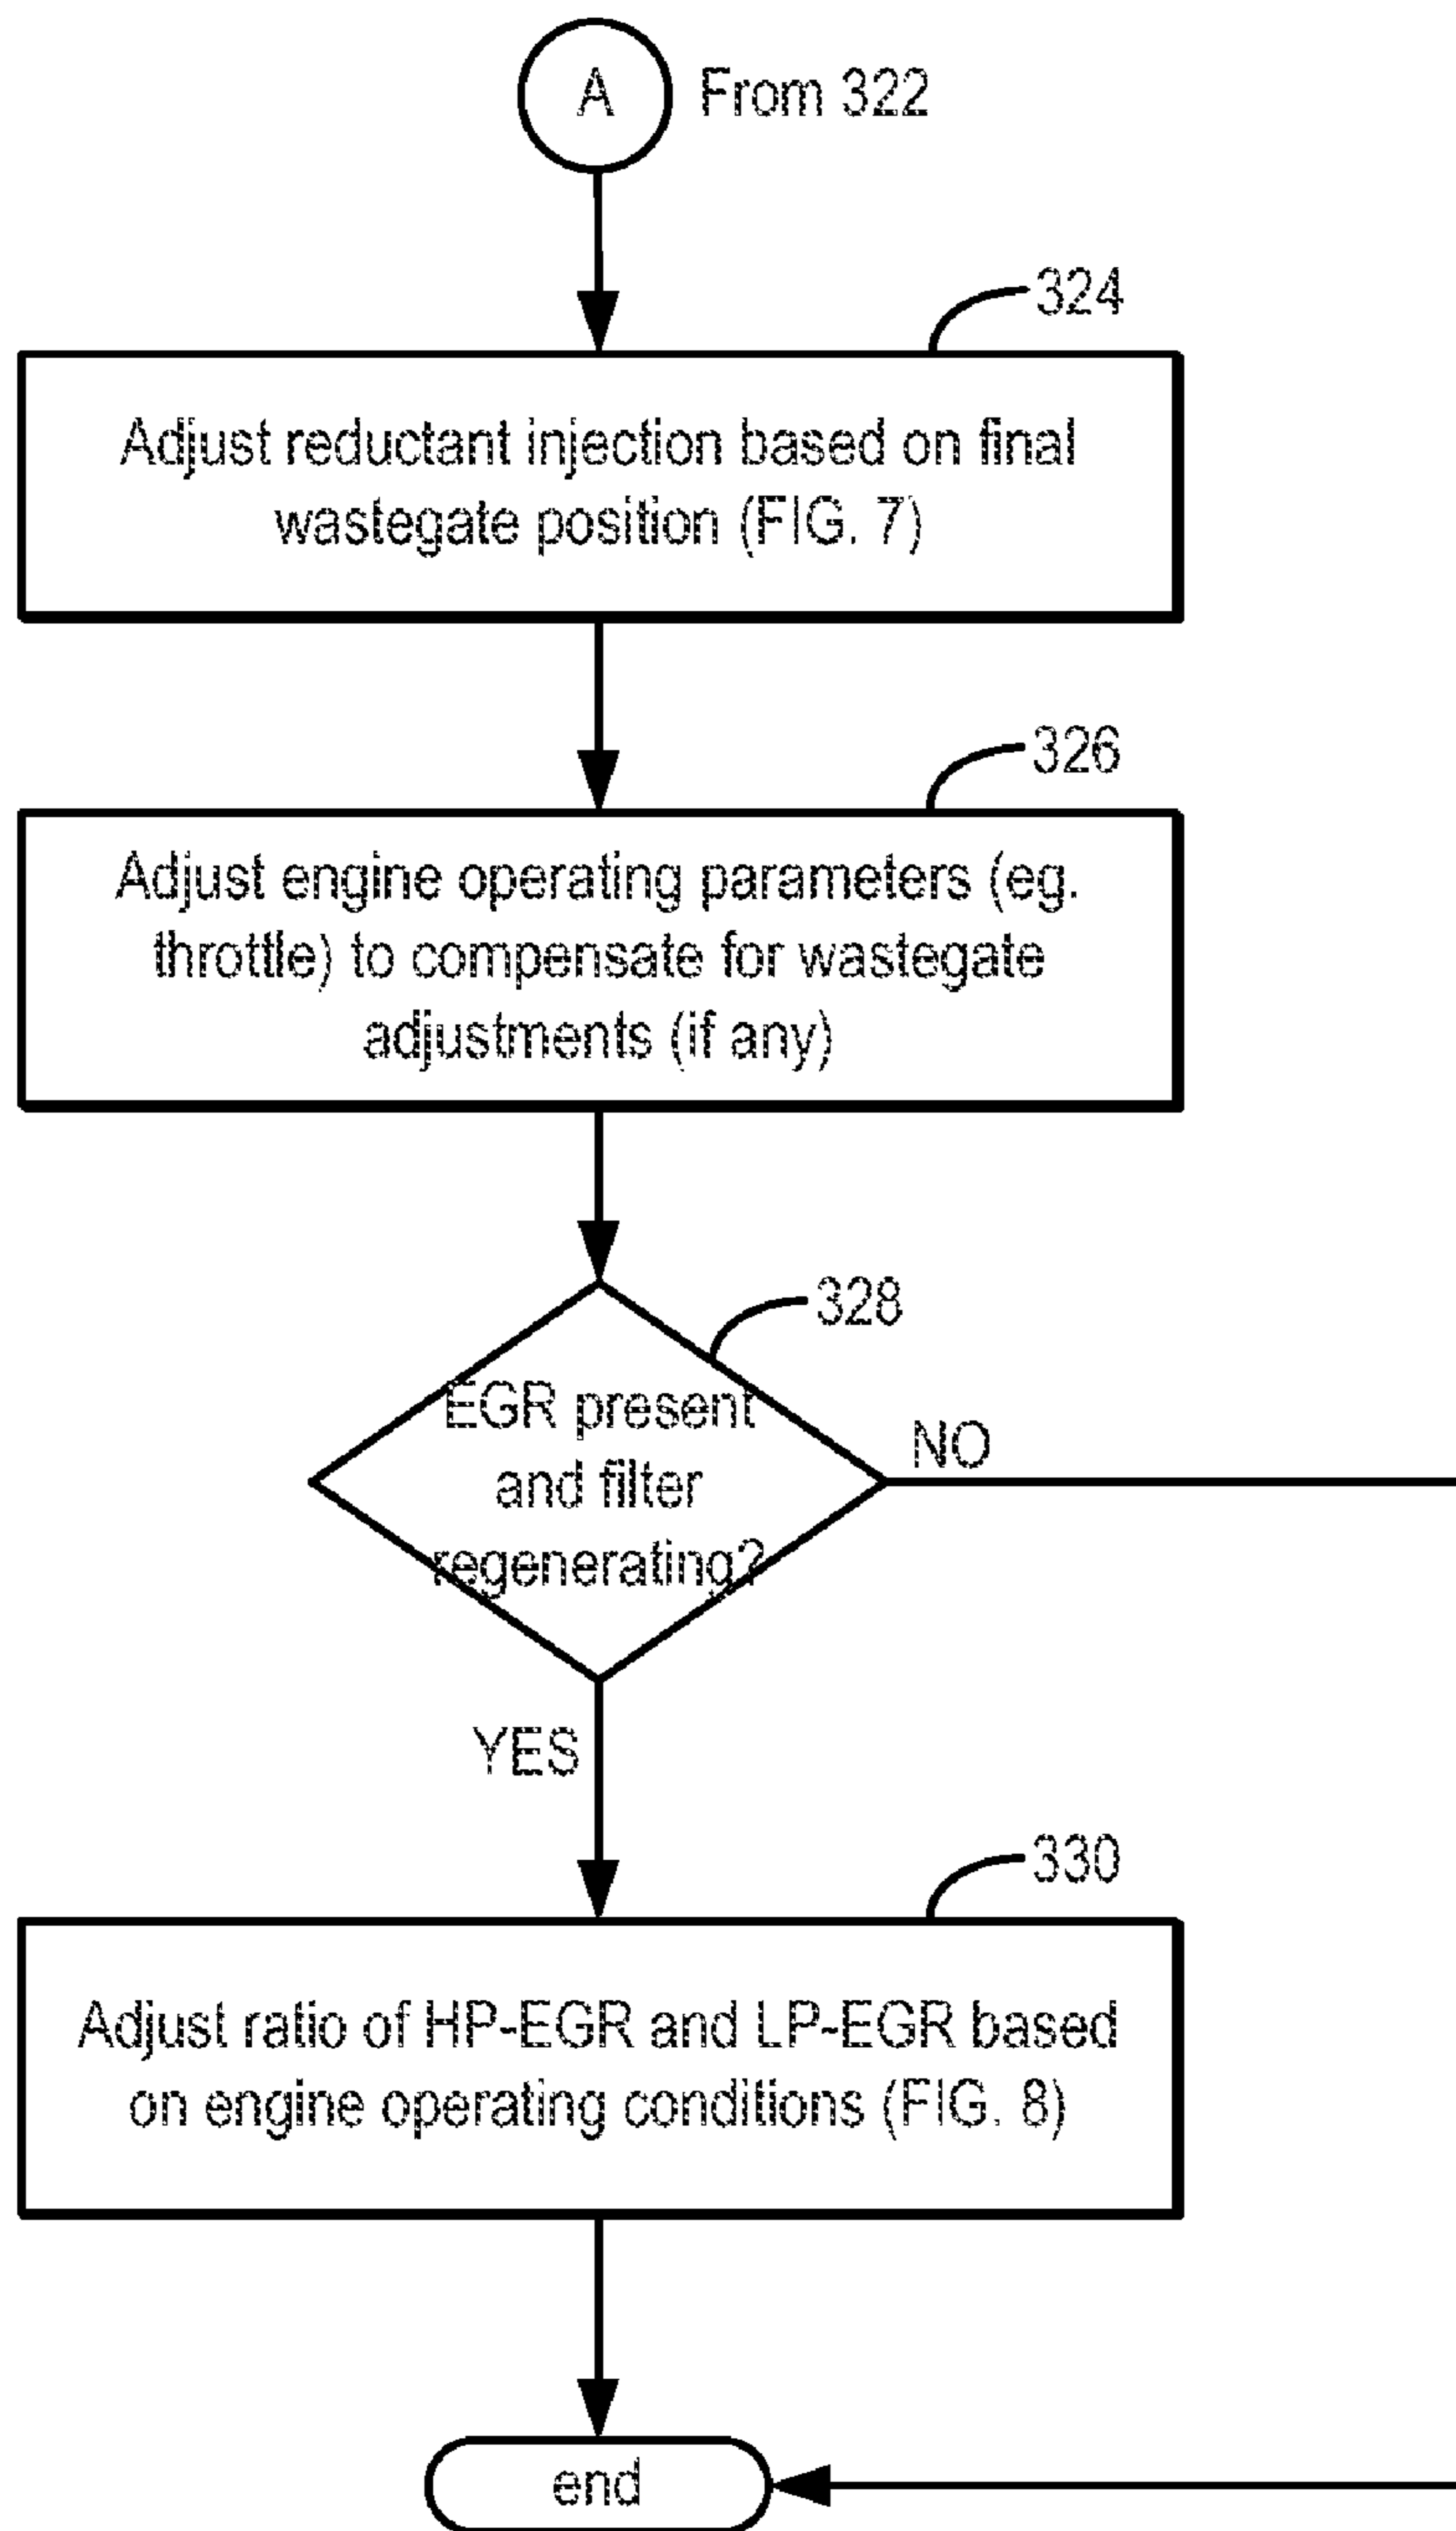 A
From 322
324
Adjust reductant injection based on final
wastegate position (FIG. 7)
326
Adjust engine operating parameters (eg.
throttle) to compensate for wastegate
adjustments (if any)
328
EGR present
and filter
regenerating?
NO
YES
330
Adjust ratio of HP-EGR and LP-EGR based
on engine operating conditions (FIG. 8)
end